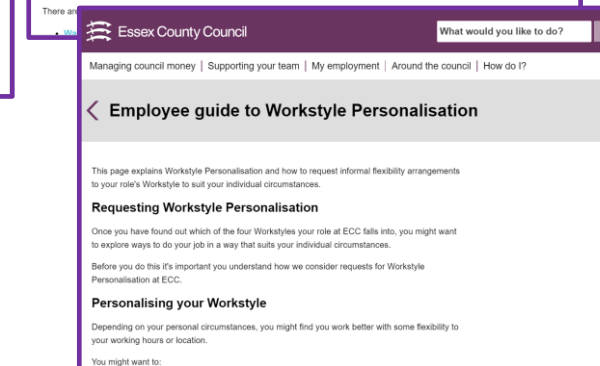 There are
Wa
Essex County Council
What would you like to do?
Managing council money | Supporting your team | My employment | Around the council | How do I?
Employee guide to Workstyle Personalisation
This page explains Workstyle Personalisation and how to request informal flexibility arrangements
to your role's Workstyle to suit your individual circumstances.
Requesting Workstyle Personalisation
Once you have found out which of the four Workstyles your role at ECC falls into, you might want
to explore ways to do your job in a way that suits your individual circumstances.
Before you do this it's important you understand how we consider requests for Workstyle
Personalisation at ECC.
Personalising your Workstyle
Depending on your personal circumstances, you might find you work better with some flexibility to
your working hours or location.
You might want to: